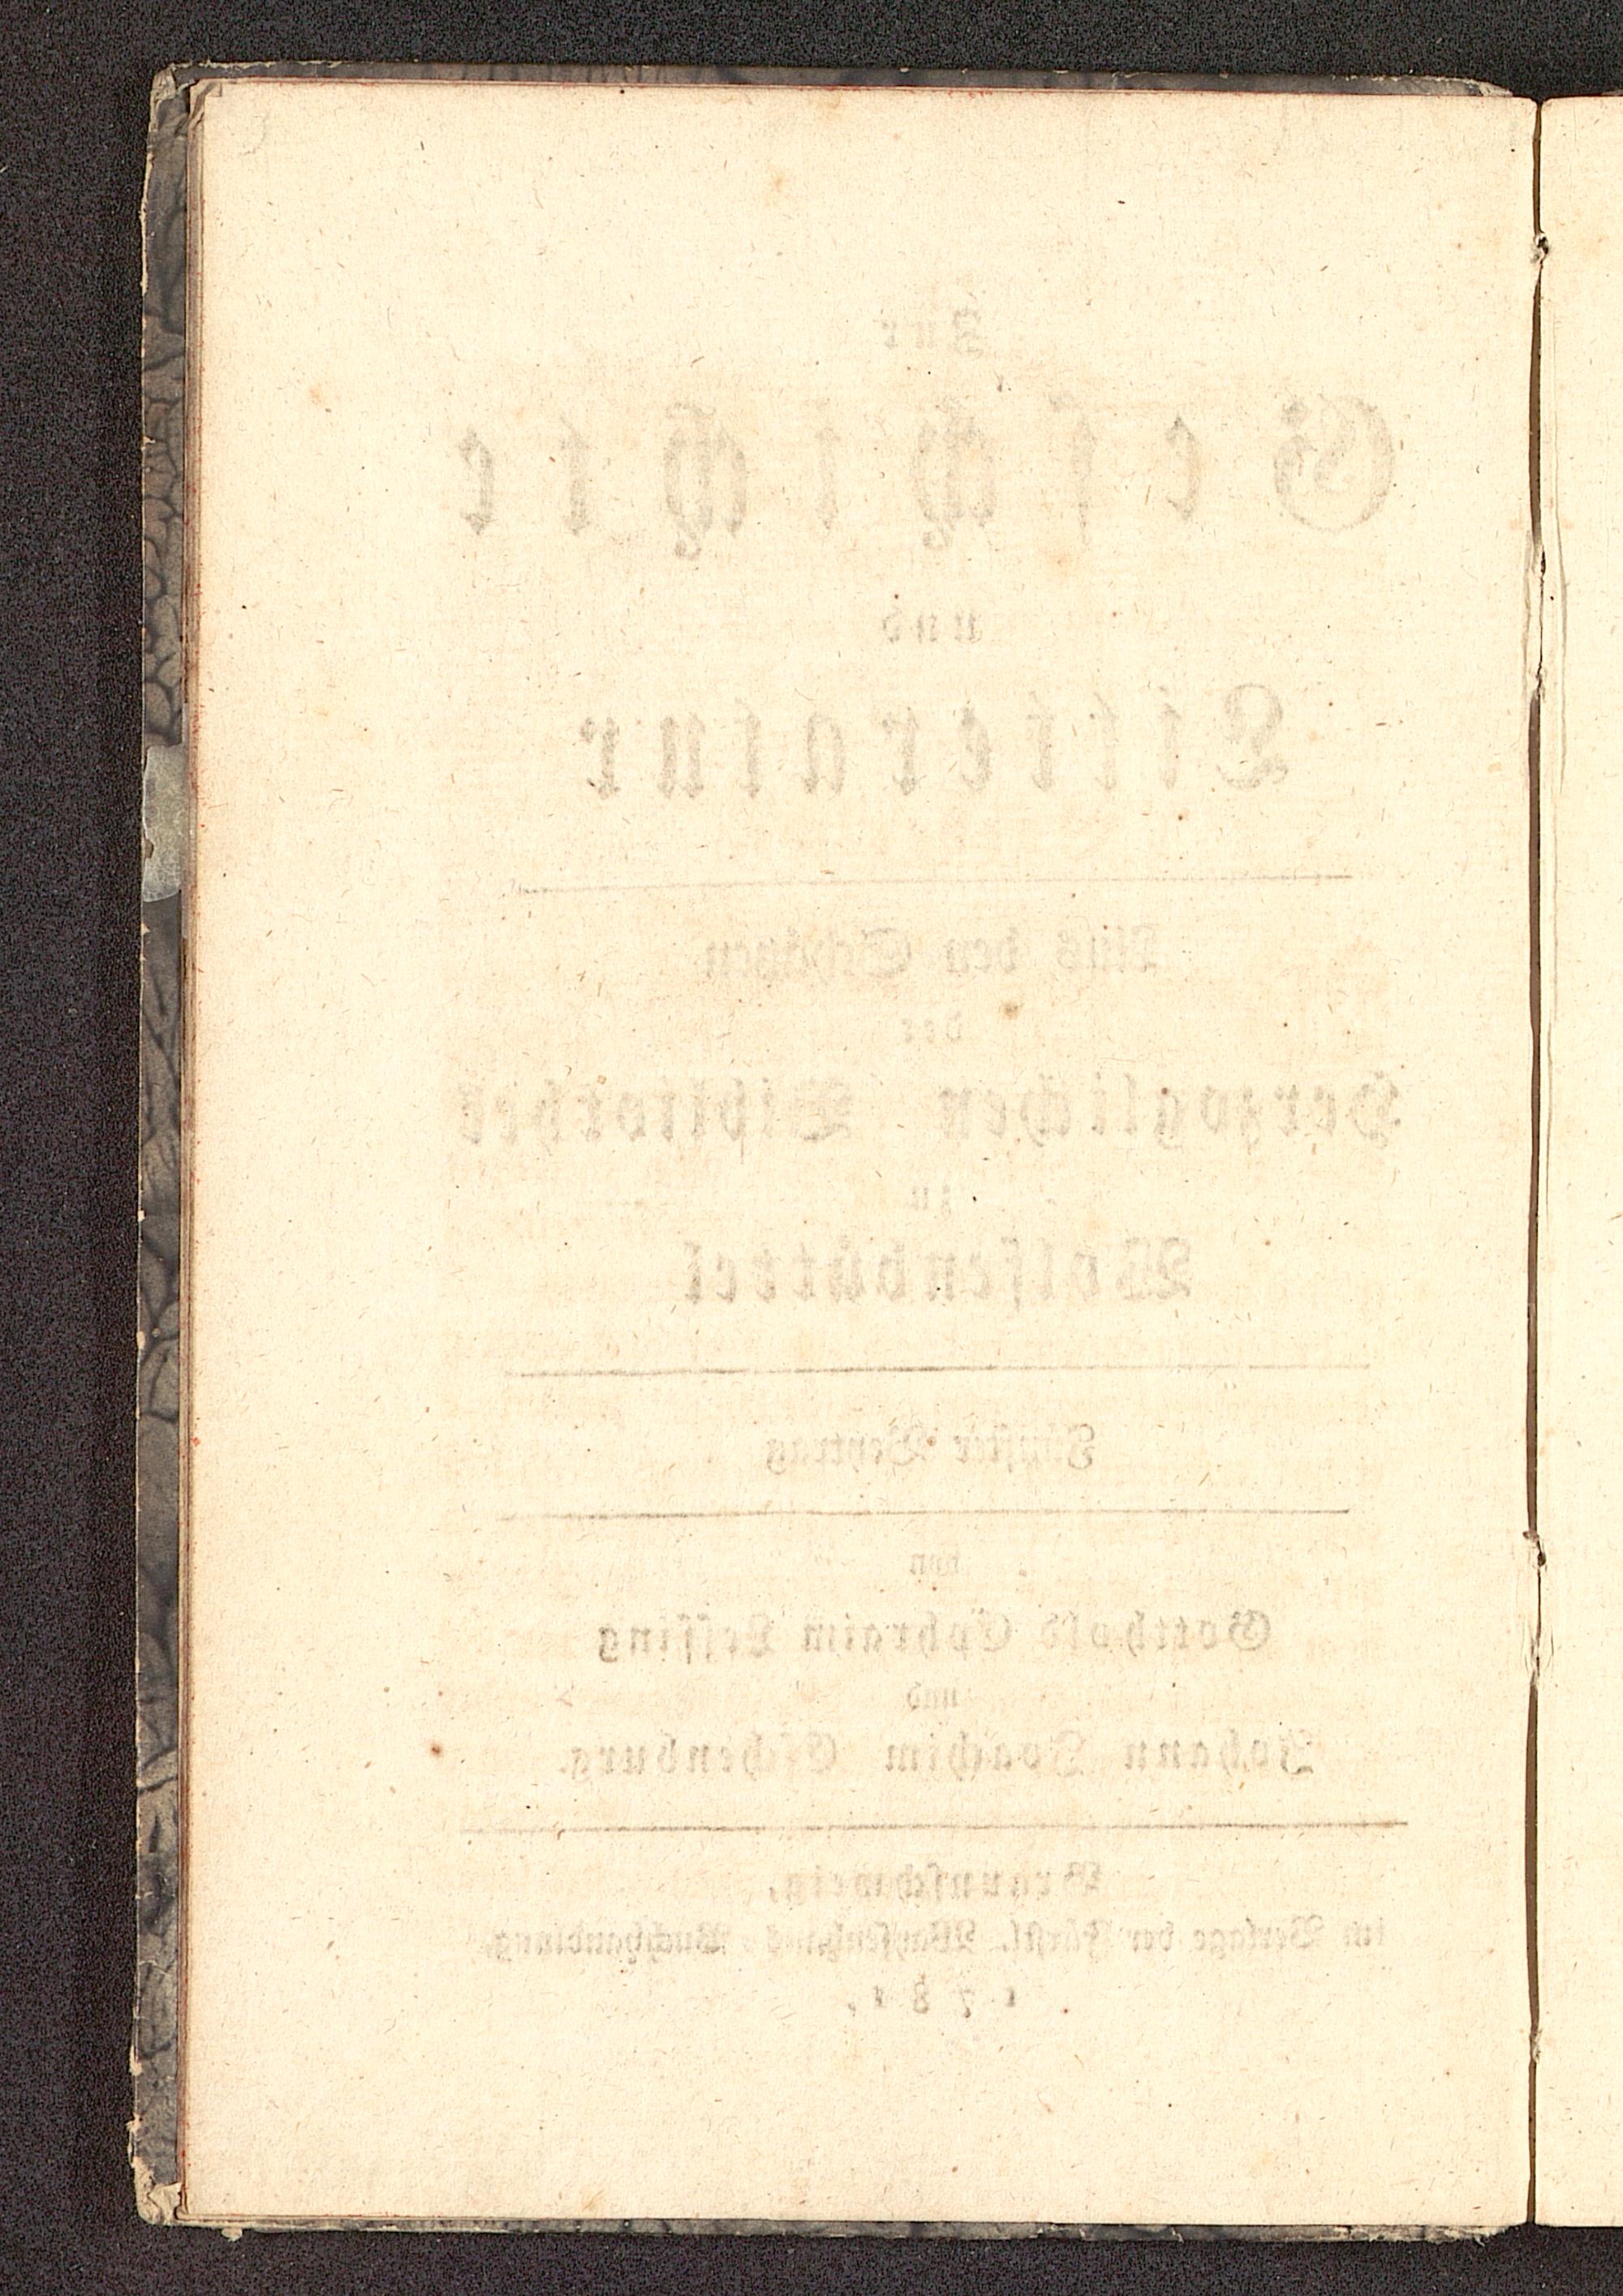 Zur
Geschichte
und
Litteratur
Aus den Schätzen
der
Herzoglichen Bibliothek
zu
Wolfenbüttel
Fünfter Beytrag
von
Gotthold Ephraim Lessing
und
Johann Joachim Eschenburg.
Braunschweig,
im Verlage der Fürstl. Waysenhaus-Buchhandlung,
1781.